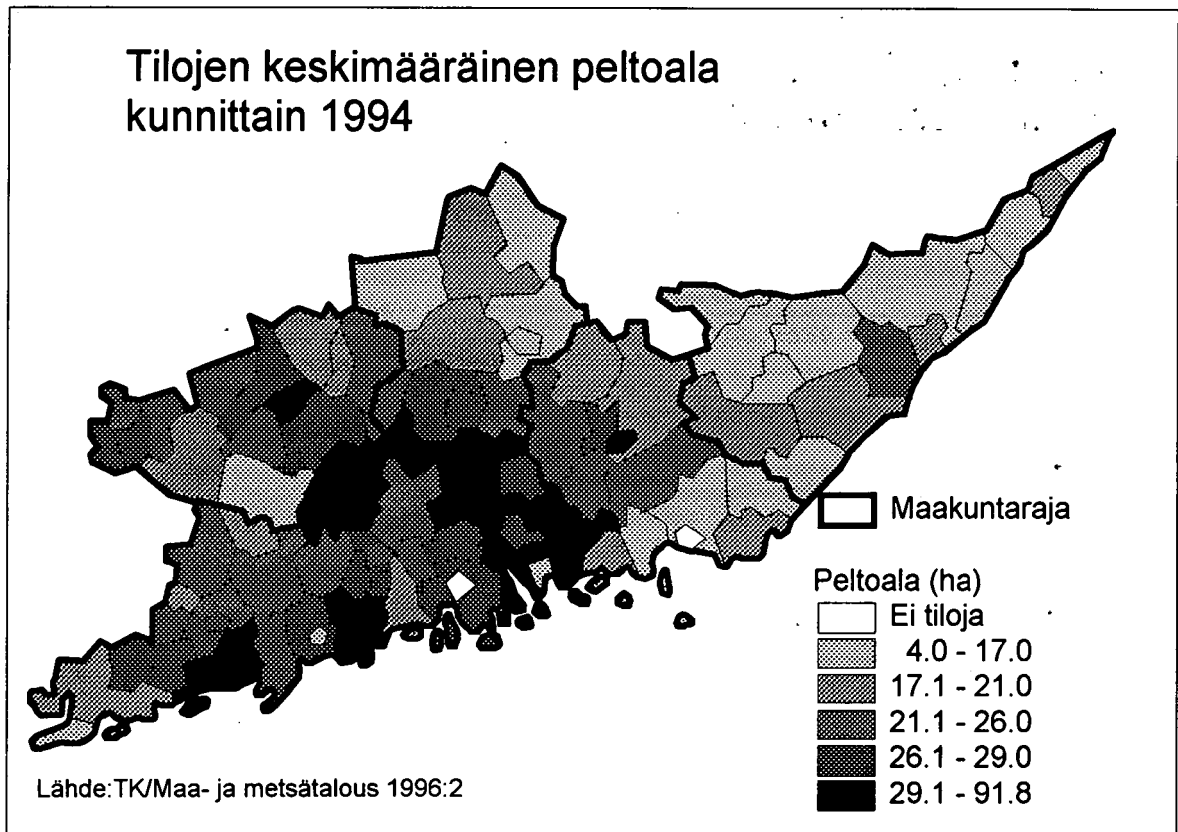 Tilojen keskimääräinen peltoala
kunnittain 1994
Maakuntaraja
Peltoala (ha)
Ei tiloja
4.0 - 17.0
17.1 - 21.0
21.1 - 26.0
26.1 - 29.0
29.1 - 91.8
Lähde:TK/Maa- ja metsätalous 1996:2